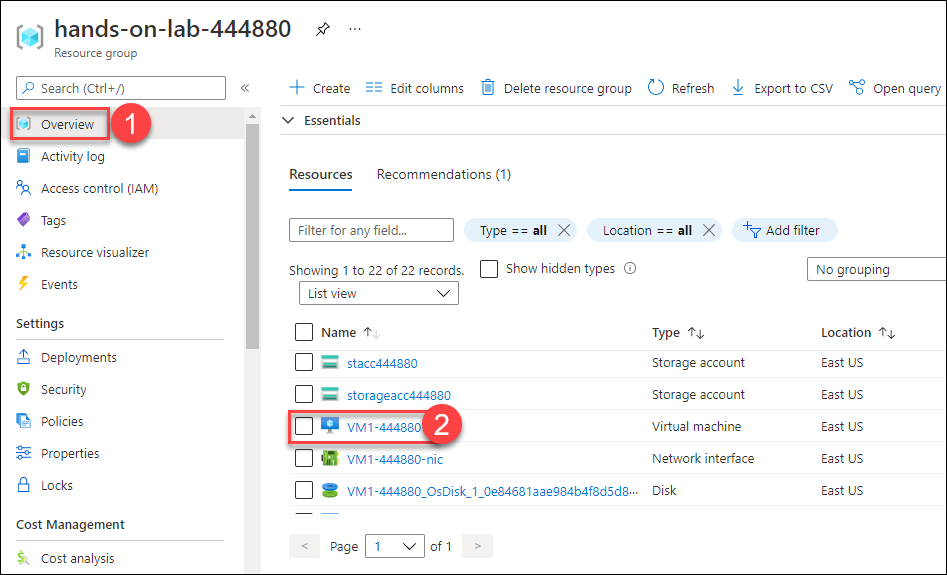 hands-on-lab-444880
Resource group
Search (Ctrl+/)
«
Overview
1
Activity log
Access control (IAM)
Tags
Resource visualizer
Events
Settings
Deployments
Security
Policies
Properties
Locks
Cost Management
Cost analysis
Create Edit columns Delete resource group Refresh Export to CSV Open query
Essentials
Resources Recommendations (1)
Filter for any field... Type == all Location == all Add filter
Showing 1 to 22 of 22 records. Show hidden types No grouping
List view
Name Type Location
stacc444880 Storage account East US
storageacc444880 Storage account East US
VM1-444880 2 Virtual machine East US
VM1-444880-nic Network interface East US
VM1-444880_OsDisk_1_0e84681aae984b4f8d5d8... Disk East US
< Page 1 of 1 >